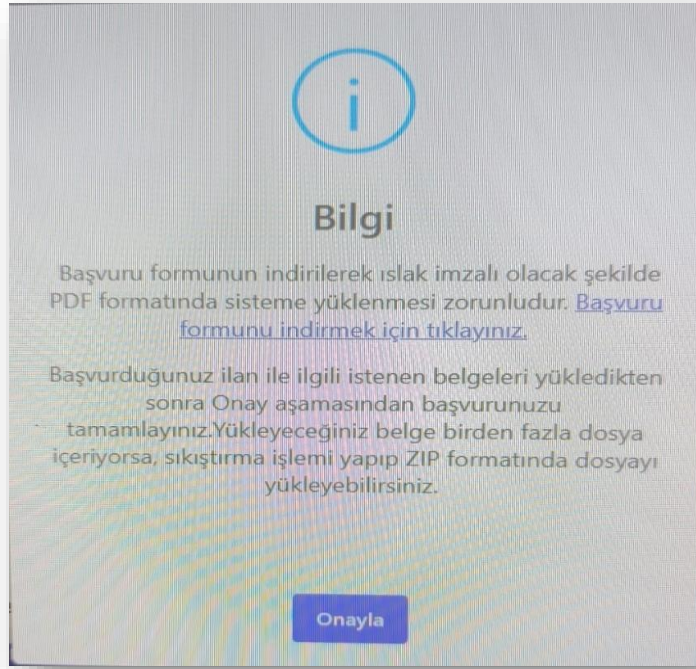 i
Bilgi
Başvuru formunun indirilerek ıslak imzalı olacak şekilde
PDF formatında sisteme yüklenmesi zorunludur. Başvuru
formunu indirmek için tıklayınız.
Başvurduğunuz ilan ile ilgili istenen belgeleri yükledikten
sonra Onay aşamasından başvurunuzu
tamamlayınız.Yükleyeceğiniz belge birden fazla dosya
içeriyorsa, sıkıştırma işlemi yapıp ZIP formatında dosyayı
yükleyebilirsiniz.
Onayla